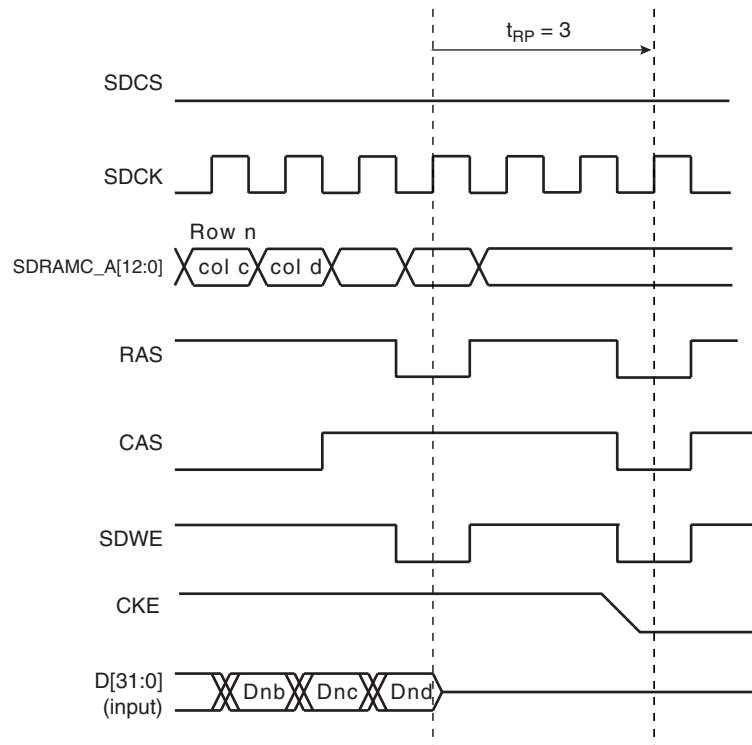 tRP = 3
SDCS
SDCK
Row n
SDRAMC_A[12:0]
col c
col d
RAS
CAS
SDWE
CKE
D[31:0]
(input)
Dnb
Dnc
Dnd